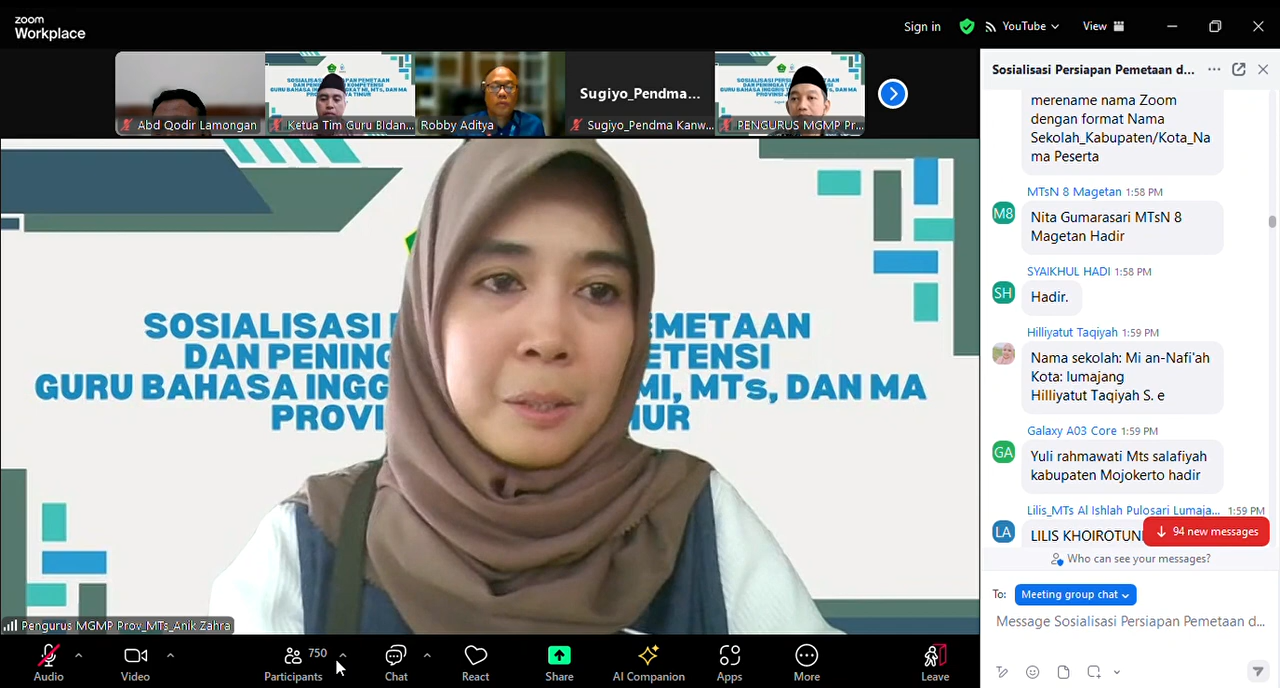 zoom
Workplace
Sign in
YouTube
View
Abd Qodir Lamongan
Ketua Tim Guru Bidan...
Robby Aditya
Sugiyo_Pendma...
Sugiyo_Pendma Kanw...
PENGURUS MGMP Pr...
SOSIALISASI
EMETAAN
DAN PENING
ETENSI
GURU BAHASA INGG
MI, MTs, DAN MA
PROVI
MUR
Pengurus MGMP Prov_MTs_Anik Zahra
Audio
Video
750
Participants
Chat
React
Share
AI Companion
Apps
More
Leave
Sosialisasi Persiapan Pemetaan d...
merename nama Zoom
dengan format Nama
Sekolah_Kabupaten/Kota_Na
ma Peserta
MTsN 8 Magetan 1:58 PM
M8
Nita Gumarasari MTsN 8
Magetan Hadir
SYAIKHUL HADI 1:58 PM
SH
Hadir.
Hilliyatut Taqiyah 1:59 PM
Nama sekolah: Mi an-Nafi'ah
Kota: lumajang
Hilliyatut Taqiyah S. e
Galaxy A03 Core 1:59 PM
GA
Yuli rahmawati Mts salafiyah
kabupaten Mojokerto hadir
Lilis_MTs Al Ishlah Pulosari Lumaja... 1:59 PM
LA
LILIS KHOIROTUN
94 new messages
Who can see your messages?
To: Meeting group chat
Message Sosialisasi Persiapan Pemetaan d...